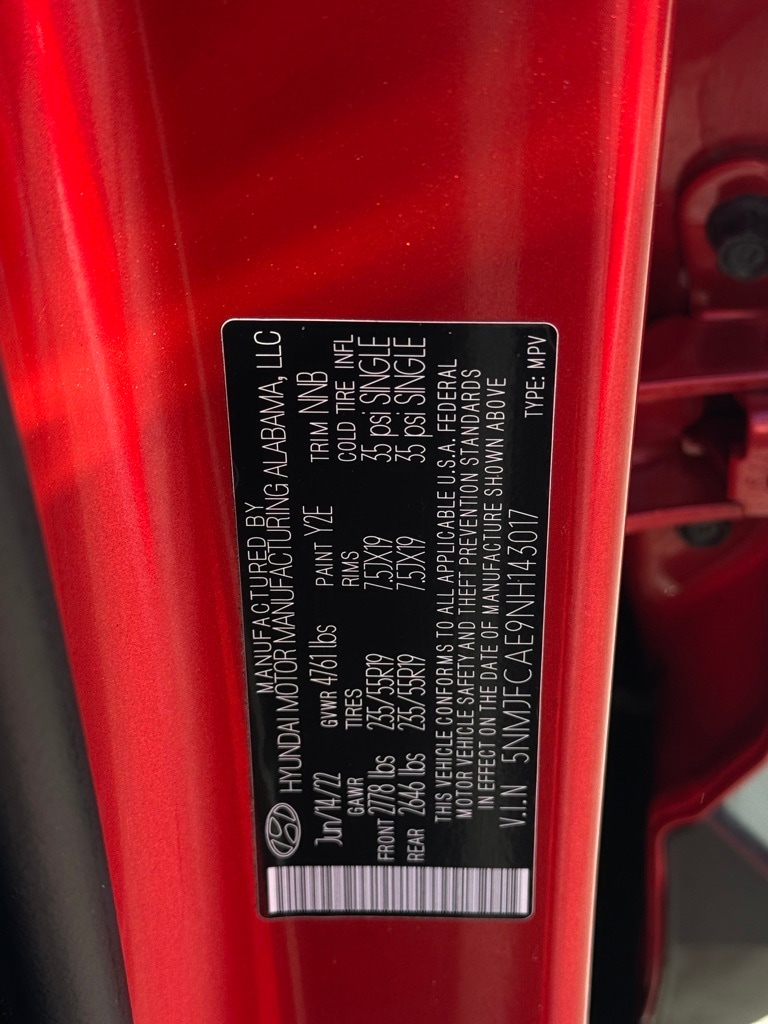 MANUFACTURED BY
HYUNDAI MOTOR MANUFACTURING ALABAMA, LLC
Jun/14/22 GVWR 4761 lbs PAINT Y2E TRIM NNB
GAWR TIRES RIMS COLD TIRE INFL
FRONT 2778 lbs 235/55R19 7.5JX19 35 psi SINGLE
REAR 2646 lbs 235/55R19 7.5JX19 35 psi SINGLE
THIS VEHICLE CONFORMS TO ALL APPLICABLE U.S.A. FEDERAL
MOTOR VEHICLE SAFETY AND THEFT PREVENTION STANDARDS
IN EFFECT ON THE DATE OF MANUFACTURE SHOWN ABOVE
V.I.N 5NMJFCAE9NH143017
TYPE: MPV